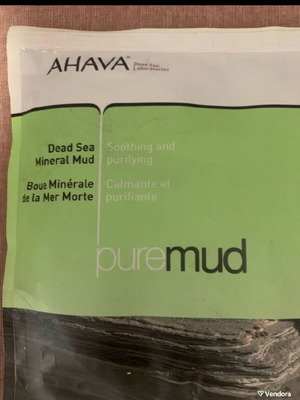 AHAVA Dead Sea
Laboratories
Dead Sea
Mineral Mud
Soothing and
purifying
Boue Minérale
de la Mer Morte
Calmante et
purifiante
puremud
Vendora